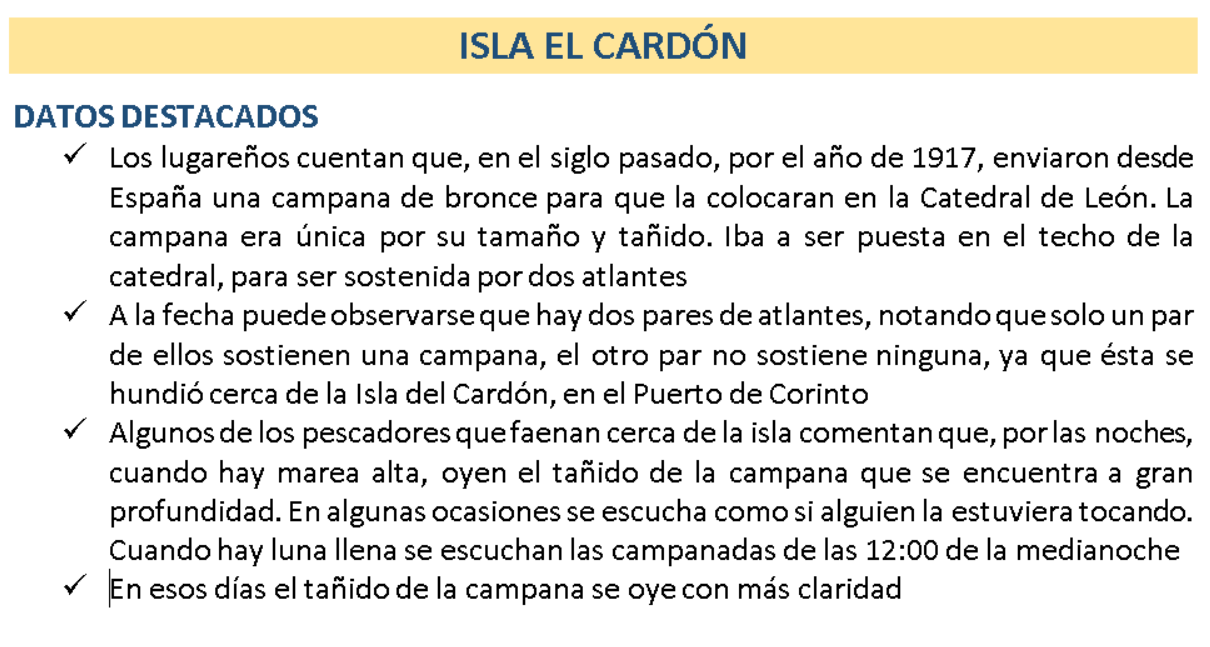 ISLA EL CARDÓN
DATOS DESTACADOS
✓ Los lugareños cuentan que, en el siglo pasado, por el año de 1917, enviaron desde
España una campana de bronce para que la colocaran en la Catedral de León. La
campana era única por su tamaño y tañido. Iba a ser puesta en el techo de la
catedral, para ser sostenida por dos atlantes
✓ A la fecha puede observarse que hay dos pares de atlantes, notando que solo un par
de ellos sostienen una campana, el otro par no sostiene ninguna, ya que ésta se
hundió cerca de la Isla del Cardón, en el Puerto de Corinto
✓ Algunos de los pescadores que faenan cerca de la isla comentan que, por las noches,
cuando hay marea alta, oyen el tañido de la campana que se encuentra a gran
profundidad. En algunas ocasiones se escucha como si alguien la estuviera tocando.
Cuando hay luna llena se escuchan las campanadas de las 12:00 de la medianoche
✓ En esos días el tañido de la campana se oye con más claridad